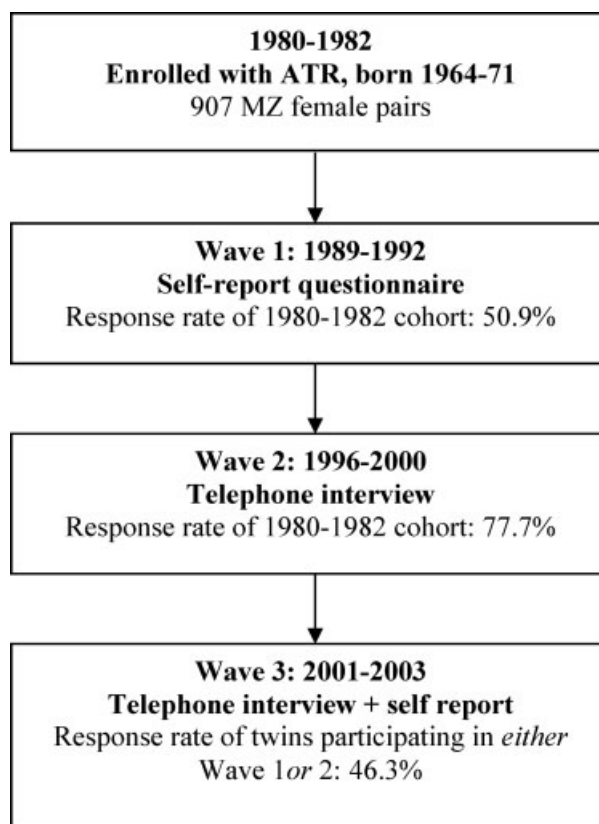 1980-1982
Enrolled with ATR, born 1964-71
907 MZ female pairs
Wave 1: 1989-1992
Self-report questionnaire
Response rate of 1980-1982 cohort: 50.9%
Wave 2: 1996-2000
Telephone interview
Response rate of 1980-1982 cohort: 77.7%
Wave 3: 2001-2003
Telephone interview + self report
Response rate of twins participating in either
Wave 1or 2: 46.3%